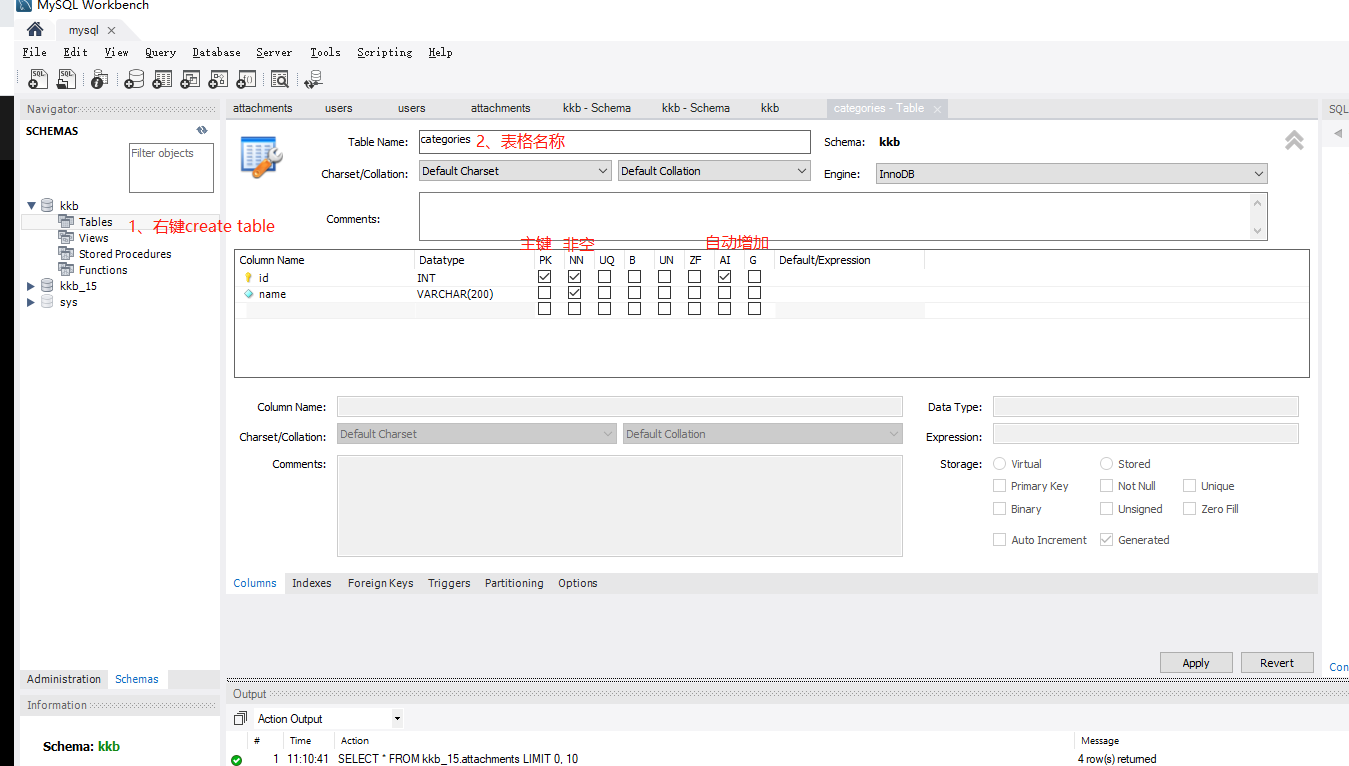 MySQL Workbench
mysql
File Edit View Query Database Server Tools Scripting Help
Navigator
SCHEMAS
Filter objects
kkb
Tables
Views
Stored Procedures
Functions
kkb_15
sys
1、右键create table
attachments users users attachments kkb - Schema kkb - Schema kkb categories - Table
SQL
Table Name: categories 2、表格名称 Schema: kkb
Charset/Collation: Default Charset Default Collation Engine: InnoDB
Comments:
主键 非空 自动增加
Column Name Datatype PK NN UQ B UN ZF AI G Default/Expression
id INT
name VARCHAR(200)
Column Name: Data Type:
Charset/Collation: Default Charset Default Collation Expression:
Comments: Storage: Virtual Stored
Primary Key Not Null Unique
Binary Unsigned Zero Fill
Auto Increment Generated
Columns Indexes Foreign Keys Triggers Partitioning Options
Apply Revert
Con
Administration Schemas
Information
Schema: kkb
Output
Action Output
# Time Action Message
1 11:10:41 SELECT * FROM kkb_15.attachments LIMIT 0, 10 4 row(s) returned